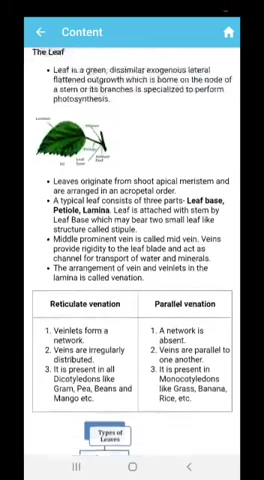 Content
The Leaf
• Leaf is a green, dissimilar exogenous lateral
flattened outgrowth which is borne on the node of
a stem or its branches is specialized to perform
photosynthesis.
• Leaves originate from shoot apical meristem and
are arranged in an acropetal order.
• A typical leaf consists of three parts- Leaf base,
Petiole, Lamina. Leaf is attached with stem by
Leaf Base which may bear two small leaf like
structure called stipule.
• Middle prominent vein is called mid vein. Veins
provide rigidity to the leaf blade and act as
channel for transport of water and minerals.
• The arrangement of vein and veinlets in the
lamina is called venation.
Reticulate venation
1. Veinlets form a
network.
2. Veins are irregularly
distributed.
3. It is present in all
Dicotyledons like
Gram, Pea, Beans and
Mango etc.
Parallel venation
1. A network is
absent.
2. Veins are parallel to
one another.
3. It is present in
Monocotyledons
like Grass, Banana,
Rice, etc.
Types of
Leaves